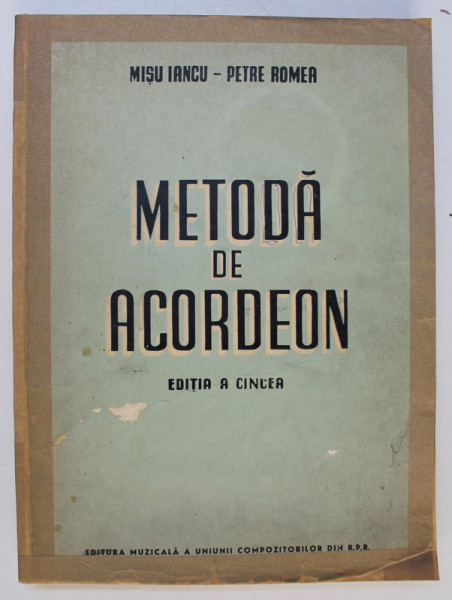 MIȘU IANCU – PETRE ROMEA
METODĂ
DE
ACORDEON
EDIȚIA A CINCEA
EDITURA MUZICALĂ A UNIUNII COMPOZITORILOR DIN R.P.R.